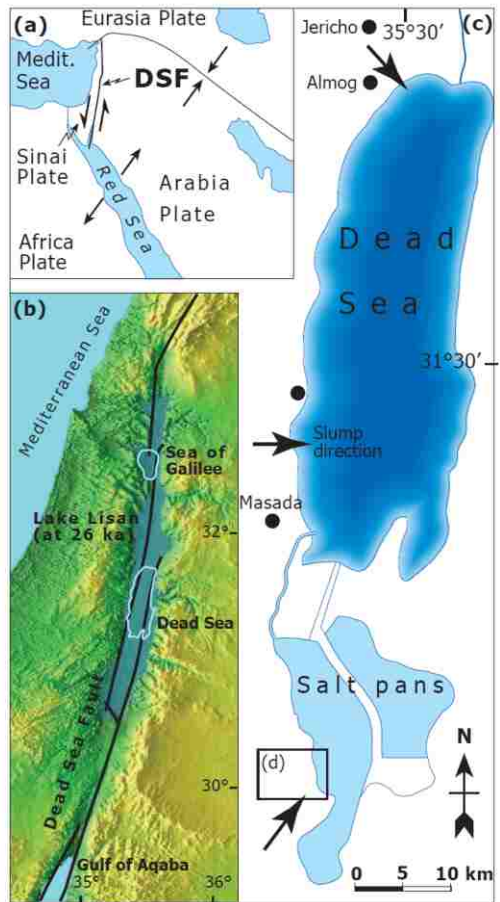 (a)
Eurasia Plate
Medit.
Sea
DSF
Sinai
Plate
Red Sea
Arabia
Plate
Africa
Plate
(b)
Mediterranean Sea
Sea of
Galilee
Lake Lisan
(at 26 ka)
32°
Dead Sea
Dead Sea Fault
30°
Gulf of Aqaba
35°
36°
(c)
Jericho
35°30'
Almog
Dead
Sea
31°30'
Slump
direction
Masada
Salt pans
(d)
N
0 5 10 km